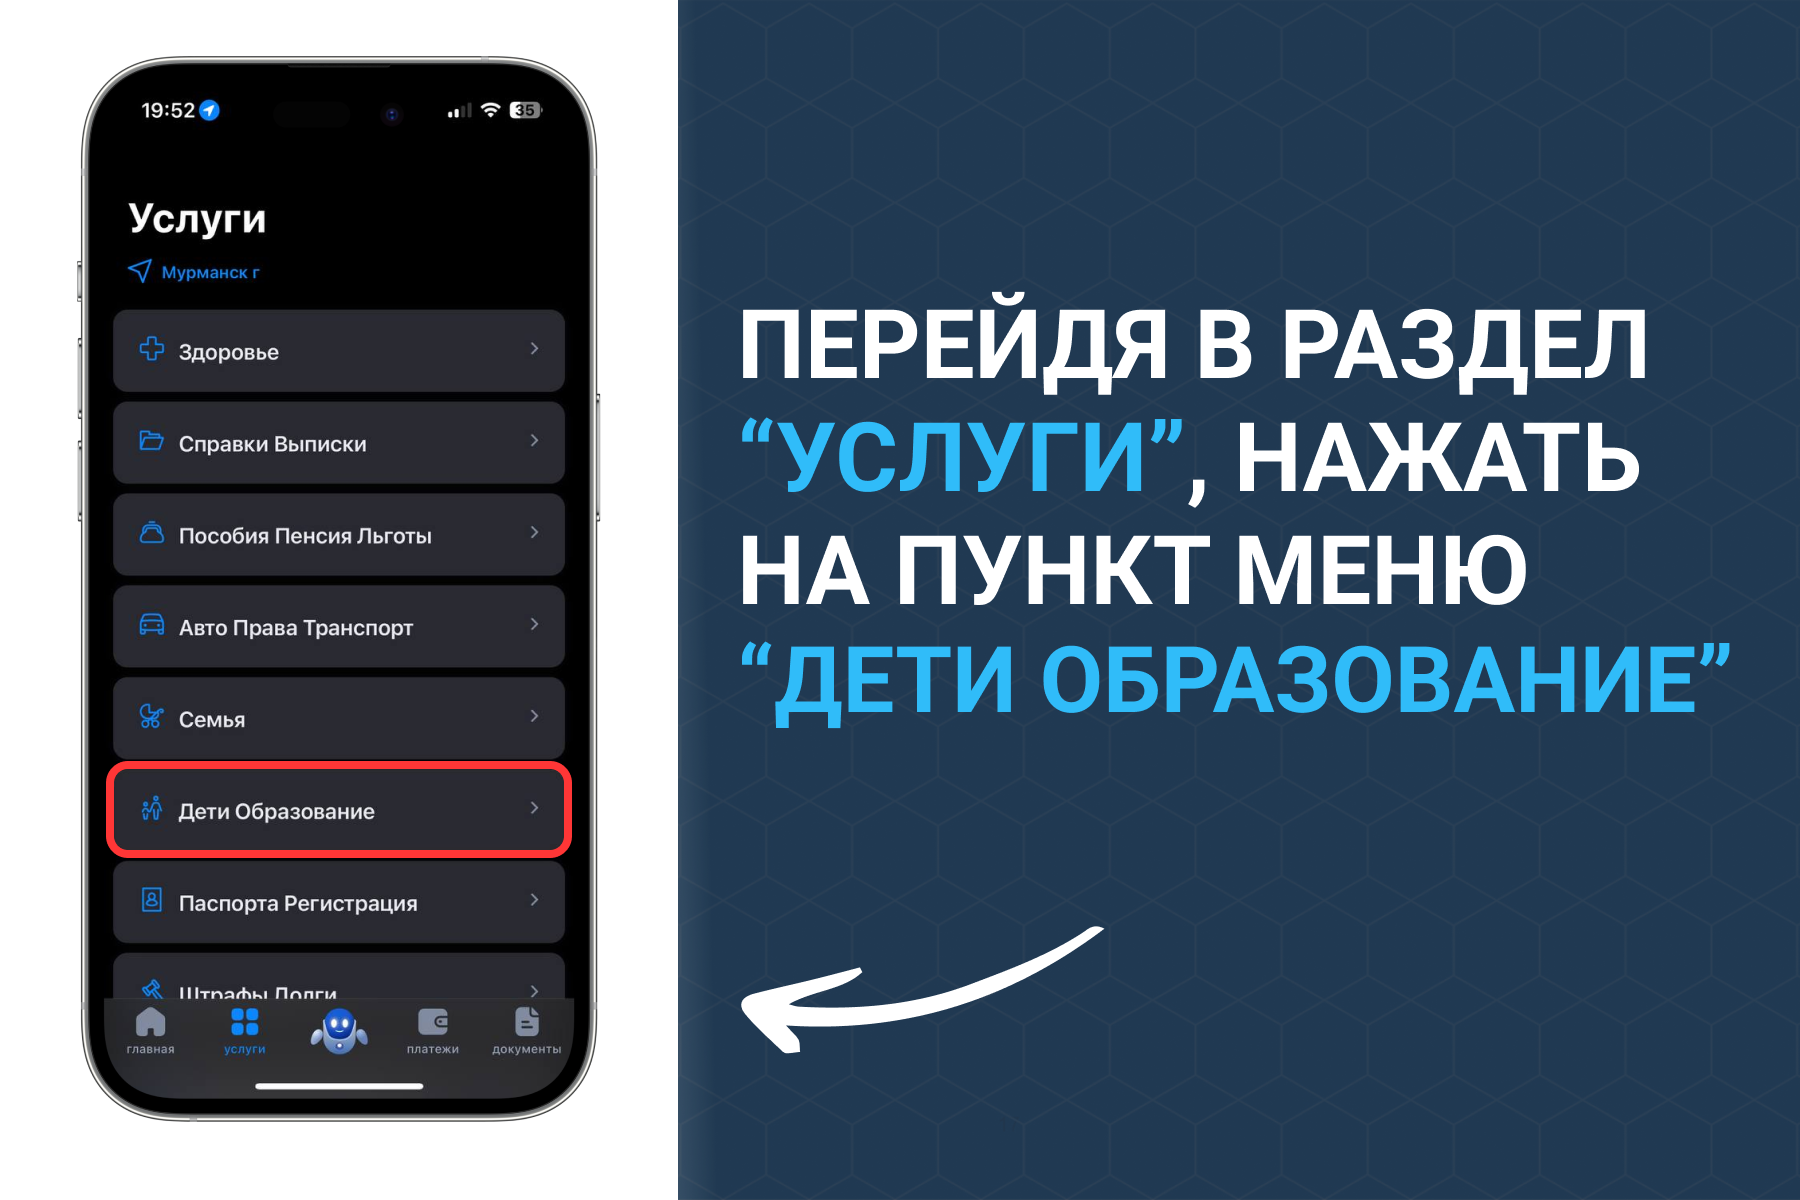 19:52
35
Услуги
Мурманск г
Здоровье
Справки Выписки
Пособия Пенсия Льготы
Авто Права Транспорт
Семья
Дети Образование
Паспорта Регистрация
Штрафы Долги
главная
услуги
платежи
документы
ПЕРЕЙДЯ В РАЗДЕЛ
“УСЛУГИ”, НАЖАТЬ
НА ПУНКТ МЕНЮ
“ДЕТИ ОБРАЗОВАНИЕ”